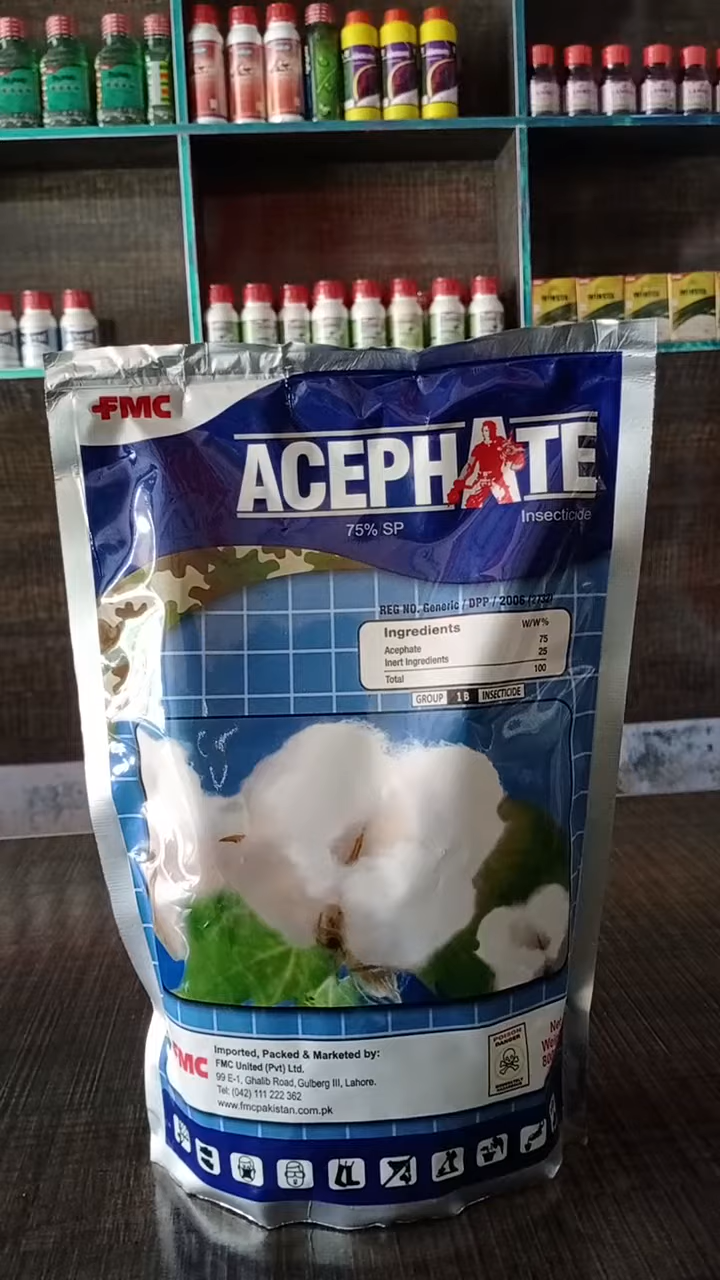 FMC
ACEPHATE
75% SP
Insecticide
REG NO. Generic / DPP / 2006 (2732)
Ingredients W/W%
Acephate 75
Inert Ingredients 25
Total 100
GROUP 1B INSECTICIDE
FMC
Imported, Packed & Marketed by:
FMC United (Pvt) Ltd.
99 E-1, Ghalib Road, Gulberg III, Lahore.
Tel: (042) 111 222 362
www.fmcpakistan.com.pk
POISON
DANGER